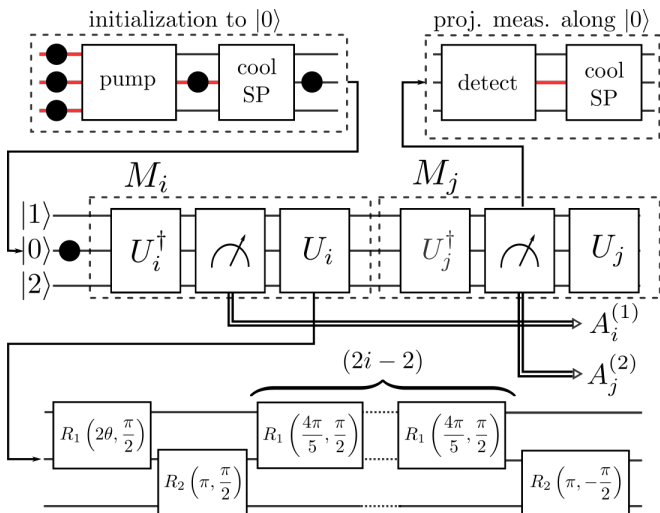 initialization to |0⟩
proj. meas. along |0⟩
pump
cool
SP
detect
cool
SP
M_i
M_j
|1⟩
|0⟩
|2⟩
U_i^†
U_i
U_j^†
U_j
A_i^{(1)}
A_j^{(2)}
(2i − 2)
R_1 (2θ, π/2)
R_1 (4π/5, π/2)
R_1 (4π/5, π/2)
R_2 (π, π/2)
R_2 (π, −π/2)